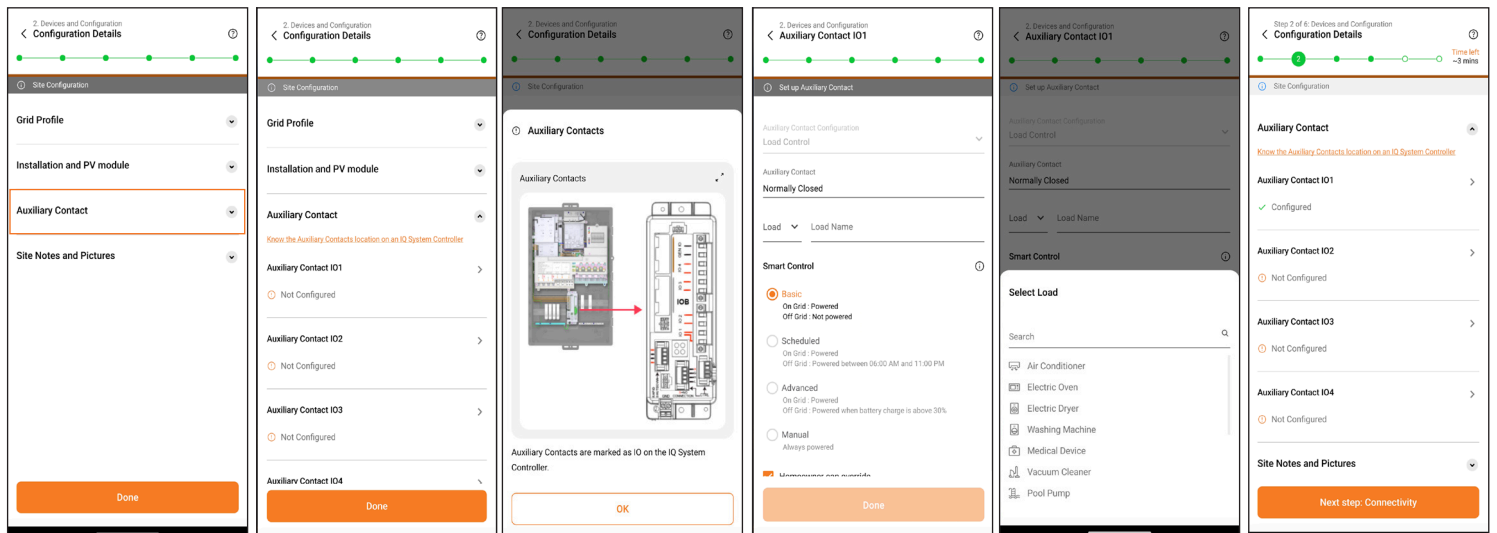 2. Devices and Configuration
Configuration Details
Site Configuration
Grid Profile
Installation and PV module
Auxiliary Contact
Site Notes and Pictures
Done
2. Devices and Configuration
Configuration Details
Site Configuration
Grid Profile
Installation and PV module
Auxiliary Contact
Know the Auxiliary Contacts location on an IQ System Controller
Auxiliary Contact IO1
Not Configured
Auxiliary Contact IO2
Not Configured
Auxiliary Contact IO3
Not Configured
Auxiliary Contact IO4
Done
2. Devices and Configuration
Configuration Details
Site Configuration
Auxiliary Contacts
Auxiliary Contacts
GEN IO
IO 4
IO 3
IOB
IO 2
IO 1
Auxiliary Contacts are marked as IO on the IQ System
Controller.
OK
2. Devices and Configuration
Auxiliary Contact IO1
Set up Auxiliary Contact
Auxiliary Contact Configuration
Load Control
Auxiliary Contact
Normally Closed
Load
Load Name
Smart Control
Basic
On Grid : Powered
Off Grid : Not powered
Scheduled
On Grid : Powered
Off Grid : Powered between 06:00 AM and 11:00 PM
Advanced
On Grid : Powered
Off Grid : Powered when battery charge is above 30%
Manual
Always powered
Homeowner can override
Done
2. Devices and Configuration
Auxiliary Contact IO1
Set up Auxiliary Contact
Auxiliary Contact Configuration
Load Control
Auxiliary Contact
Normally Closed
Load
Load Name
Smart Control
Select Load
Search
Air Conditioner
Electric Oven
Electric Dryer
Washing Machine
Medical Device
Vacuum Cleaner
Pool Pump
Step 2 of 6: Devices and Configuration
Configuration Details
2
Time left
~3 mins
Site Configuration
Auxiliary Contact
Know the Auxiliary Contacts location on an IQ System Controller
Auxiliary Contact IO1
Configured
Auxiliary Contact IO2
Not Configured
Auxiliary Contact IO3
Not Configured
Auxiliary Contact IO4
Not Configured
Site Notes and Pictures
Next step: Connectivity